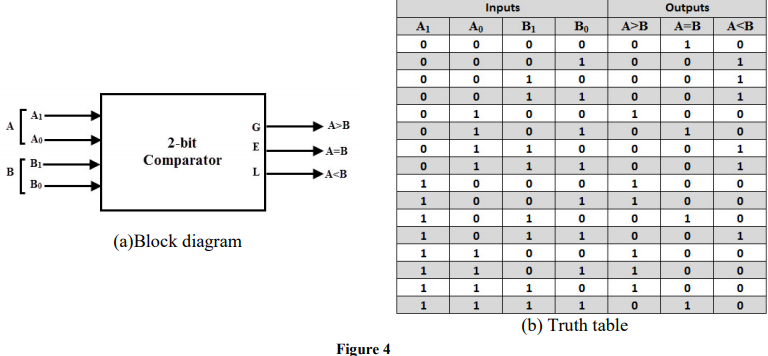 A
A1
A0
B
B1
B0
2-bit
Comparator
G
E
L
A>B
A=B
A<B
(a)Block diagram
Inputs Outputs
A1 A0 B1 B0 A>B A=B A<B
0 0 0 0 0 1 0
0 0 0 1 0 0 1
0 0 1 0 0 0 1
0 0 1 1 0 0 1
0 1 0 0 1 0 0
0 1 0 1 0 1 0
0 1 1 0 0 0 1
0 1 1 1 0 0 1
1 0 0 0 1 0 0
1 0 0 1 1 0 0
1 0 1 0 0 1 0
1 0 1 1 0 0 1
1 1 0 0 1 0 0
1 1 0 1 1 0 0
1 1 1 0 1 0 0
1 1 1 1 0 1 0
(b) Truth table
Figure 4